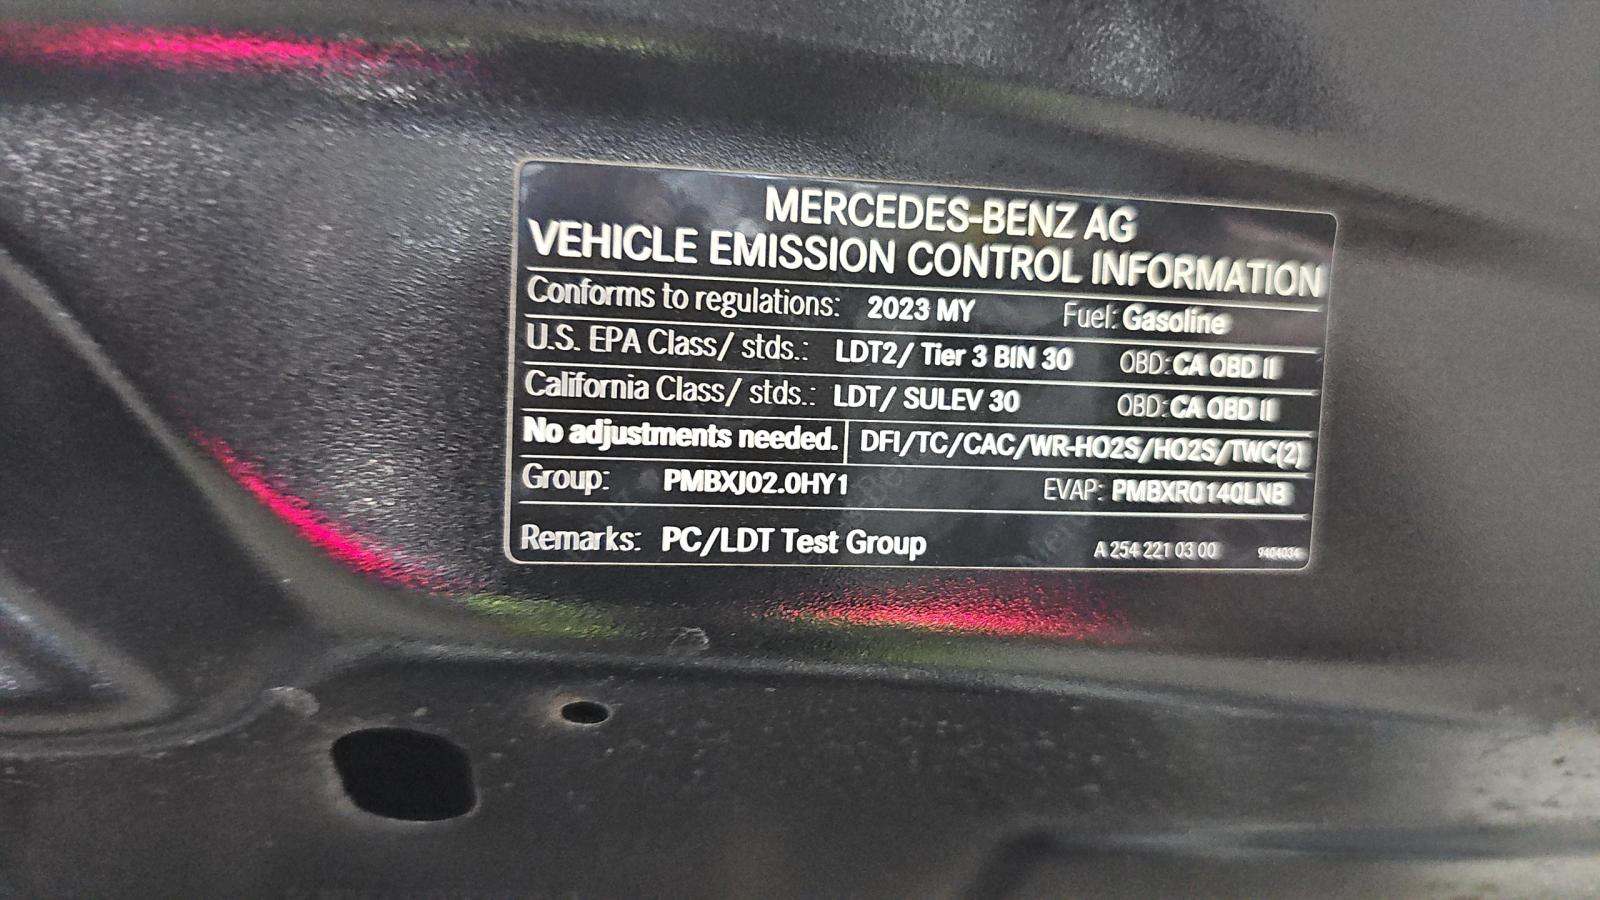 MERCEDES-BENZ AG
VEHICLE EMISSION CONTROL INFORMATION
Conforms to regulations: 2023 MY Fuel: Gasoline
U.S. EPA Class/ stds.: LDT2/ Tier 3 BIN 30 OBD: CA OBD II
California Class/ stds.: LDT/ SULEV 30 OBD: CA OBD II
No adjustments needed. DFI/TC/CAC/WR-HO2S/HO2S/TWC(2)
Group: PMBXJ02.0HY1 EVAP: PMBXR0140LNB
Remarks: PC/LDT Test Group A 254 221 03 00 9404034